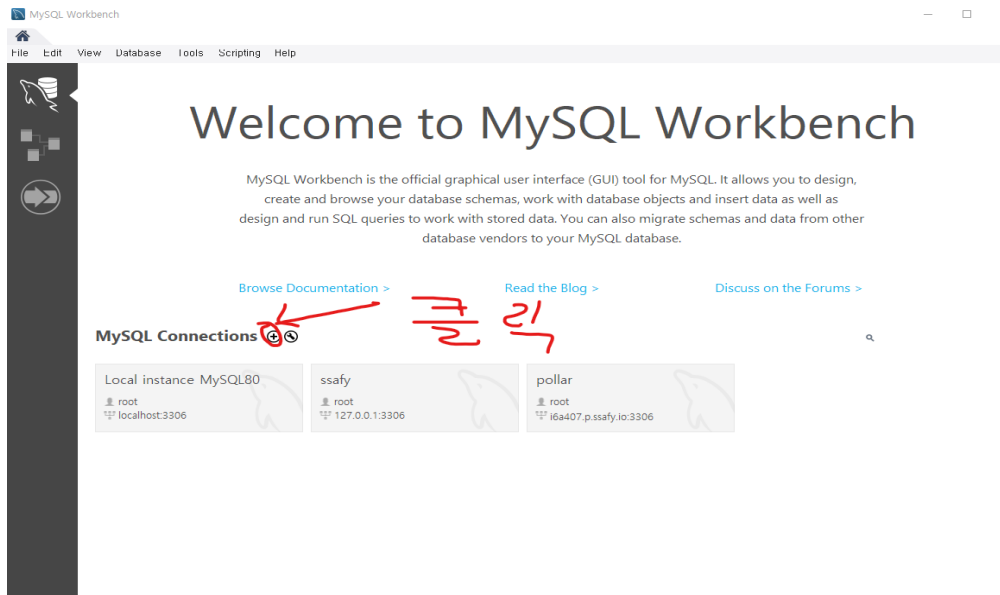 MySQL Workbench
File Edit View Database Tools Scripting Help
Welcome to MySQL Workbench
MySQL Workbench is the official graphical user interface (GUI) tool for MySQL. It allows you to design,
create and browse your database schemas, work with database objects and insert data as well as
design and run SQL queries to work with stored data. You can also migrate schemas and data from other
database vendors to your MySQL database.
Browse Documentation > Read the Blog > Discuss on the Forums >
클릭
MySQL Connections
Local instance MySQL80 ssafy pollar
root root root
localhost:3306 127.0.0.1:3306 i6a407.p.ssafy.io:3306